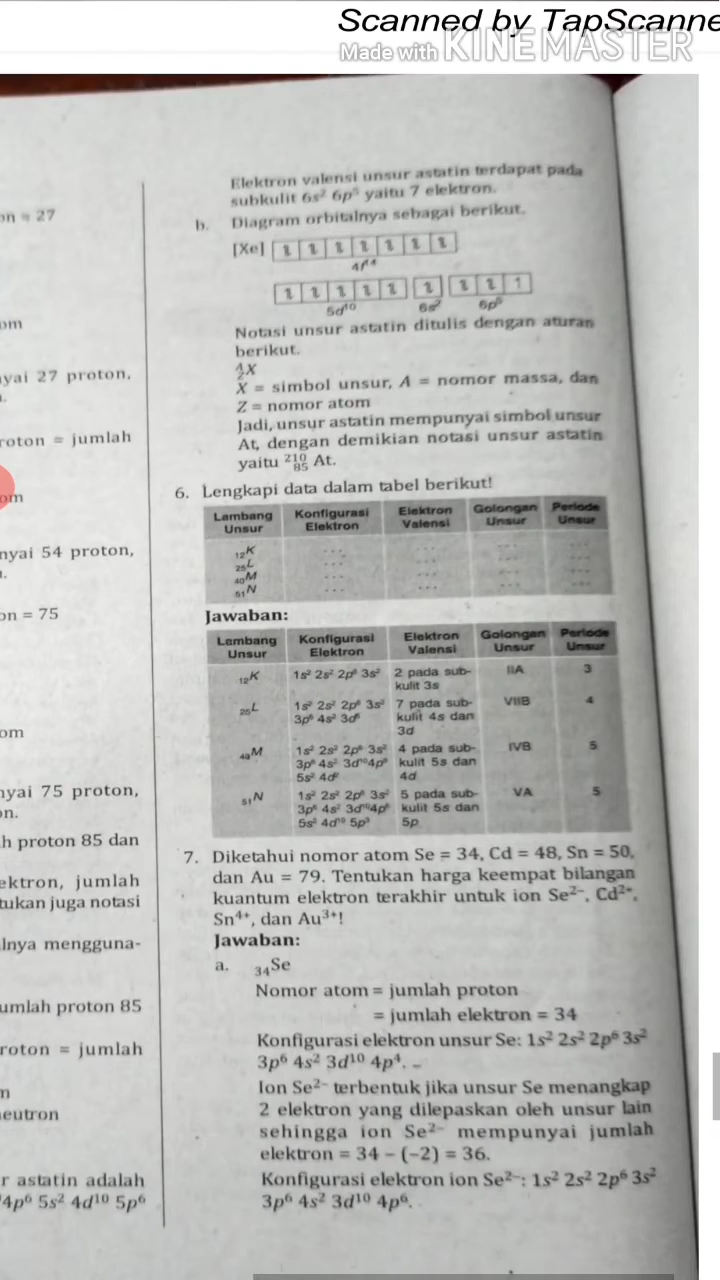 Scanned by TapScanne
Made with KINEMASTER
on = 27
om
yai 27 proton,
roton = jumlah
om
nyai 54 proton,
on = 75
om
nyai 75 proton,
on.
h proton 85 dan
ektron, jumlah
tukan juga notasi
lnya mengguna-
umlah proton 85
roton = jumlah
n
eutron
r astatin adalah
4p⁶ 5s² 4d¹⁰ 5p⁶
Elektron valensi unsur astatin terdapat pada
subkulit 6s² 6p⁵ yaitu 7 elektron.
b. Diagram orbitalnya sebagai berikut.
[Xe]
4f¹⁴
5d¹⁰ 6s² 6p⁵
Notasi unsur astatin ditulis dengan aturan
berikut.
ᴬ_Z X
X = simbol unsur, A = nomor massa, dan
Z = nomor atom
Jadi, unsur astatin mempunyai simbol unsur
At, dengan demikian notasi unsur astatin
yaitu ²¹⁰₈₅ At.
6. Lengkapi data dalam tabel berikut!
Lambang Unsur Konfigurasi Elektron Elektron Valensi Golongan Unsur Periode Unsur
₁₂K ... ... ... ...
₂₅L ... ... ... ...
₄₀M ... ... ... ...
₅₁N ... ... ... ...
Jawaban:
Lambang Unsur Konfigurasi Elektron Elektron Valensi Golongan Unsur Periode Unsur
₁₂K 1s² 2s² 2p⁶ 3s² 2 pada sub- IIA 3
kulit 3s
₂₅L 1s² 2s² 2p⁶ 3s² 7 pada sub- VIIB 4
3p⁶ 4s² kulit 4s dan
3d
₄₀M 1s² 2s² 2p⁶ 3s² 4 pada sub- IVB 5
3p⁶ 4s² 3d¹⁰ 4p⁶ kulit 5s dan
5s² 4d² 4d
₅₁N 1s² 2s² 2p⁶ 3s² 5 pada sub- VA 5
3p⁶ 4s² 3d¹⁰ 4p⁶ kulit 5s dan
5s² 4d¹⁰ 5p³ 5p
7. Diketahui nomor atom Se = 34, Cd = 48, Sn = 50,
dan Au = 79. Tentukan harga keempat bilangan
kuantum elektron terakhir untuk ion Se²⁻, Cd²⁺,
Sn⁴⁺, dan Au³⁺!
Jawaban:
a. ₃₄Se
Nomor atom = jumlah proton
= jumlah elektron = 34
Konfigurasi elektron unsur Se: 1s² 2s² 2p⁶ 3s²
3p⁶ 4s² 3d¹⁰ 4p⁴.
Ion Se²⁻ terbentuk jika unsur Se menangkap
2 elektron yang dilepaskan oleh unsur lain
sehingga ion Se²⁻ mempunyai jumlah
elektron = 34 – (–2) = 36.
Konfigurasi elektron ion Se²⁻: 1s² 2s² 2p⁶ 3s²
3p⁶ 4s² 3d¹⁰ 4p⁶.